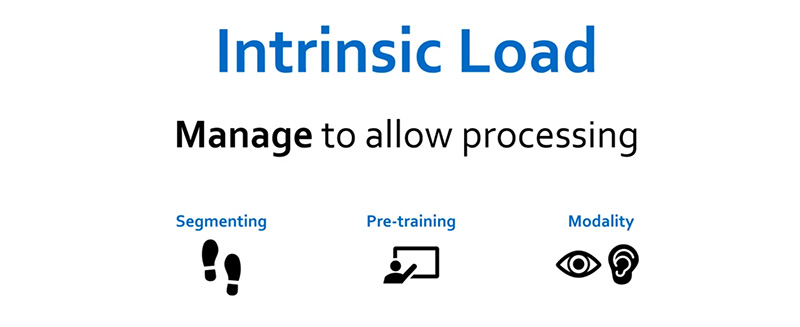 Intrinsic Load
Manage to allow processing
Segmenting Pre-training Modality